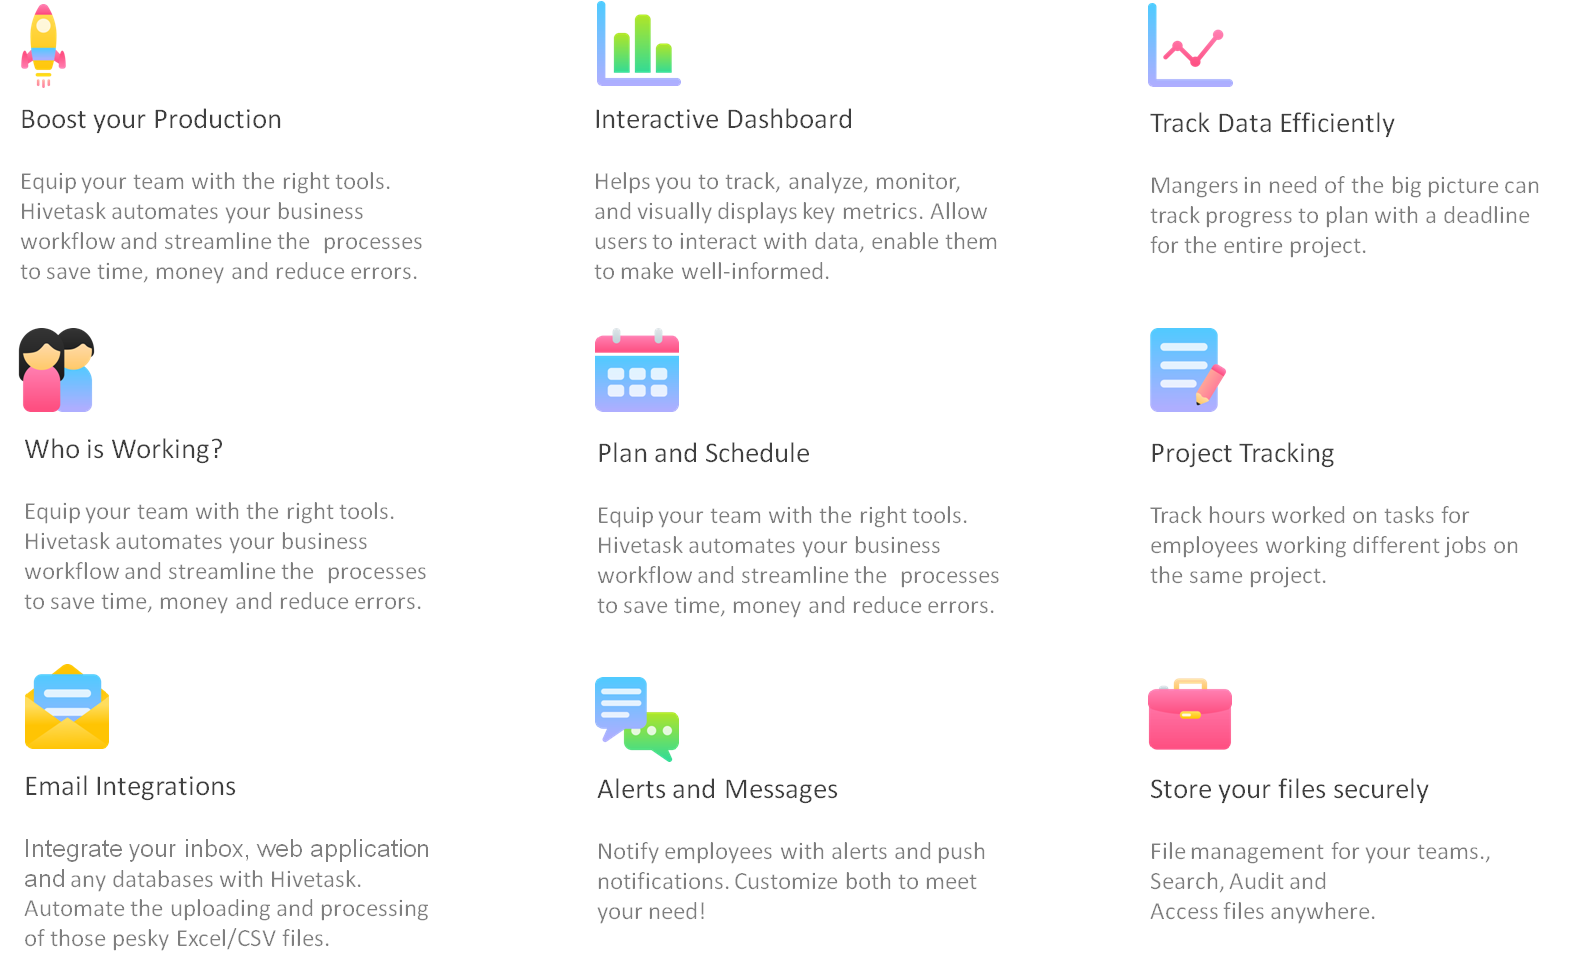 Boost your Production
Equip your team with the right tools.
Hivetask automates your business
workflow and streamline the processes
to save time, money and reduce errors.
Interactive Dashboard
Helps you to track, analyze, monitor,
and visually displays key metrics. Allow
users to interact with data, enable them
to make well-informed.
Track Data Efficiently
Mangers in need of the big picture can
track progress to plan with a deadline
for the entire project.
Who is Working?
Equip your team with the right tools.
Hivetask automates your business
workflow and streamline the processes
to save time, money and reduce errors.
Plan and Schedule
Equip your team with the right tools.
Hivetask automates your business
workflow and streamline the processes
to save time, money and reduce errors.
Project Tracking
Track hours worked on tasks for
employees working different jobs on
the same project.
Email Integrations
Integrate your inbox, web application
and any databases with Hivetask.
Automate the uploading and processing
of those pesky Excel/CSV files.
Alerts and Messages
Notify employees with alerts and push
notifications. Customize both to meet
your need!
Store your files securely
File management for your teams.,
Search, Audit and
Access files anywhere.